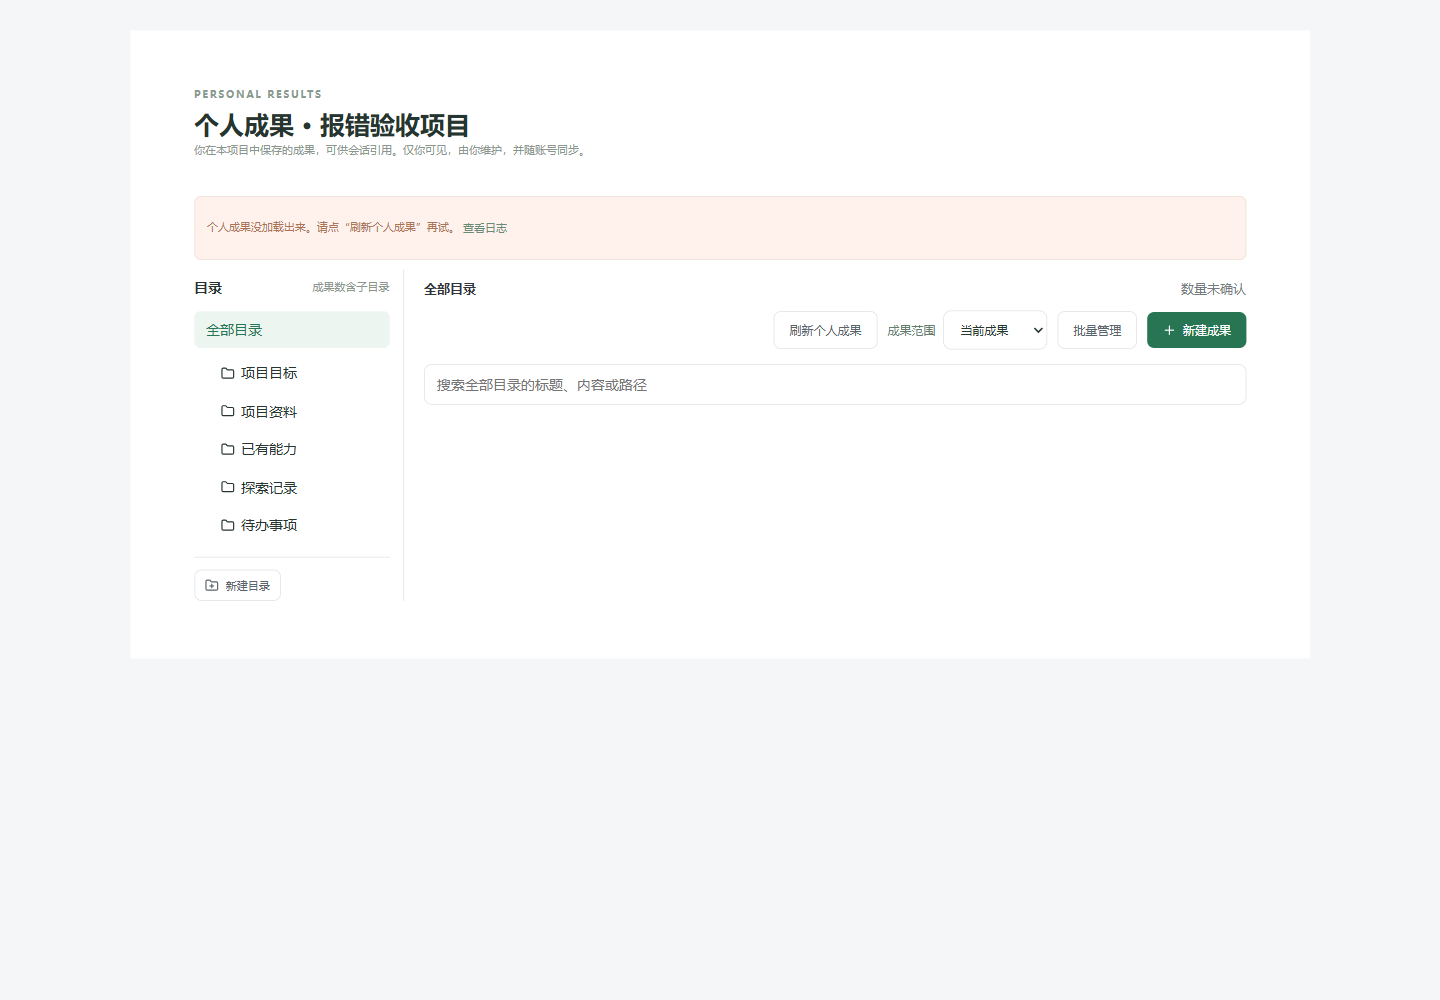 PERSONAL RESULTS
个人成果・报错验收项目
你在本项目中保存的成果，可供会话引用。仅你可见，由你维护，并随账号同步。
个人成果没加载出来。请点“刷新个人成果”再试。 查看日志
目录 成果数含子目录
全部目录
项目目标
项目资料
已有能力
探索记录
待办事项
新建目录
全部目录 数量未确认
刷新个人成果 成果范围 当前成果 批量管理 新建成果
搜索全部目录的标题、内容或路径